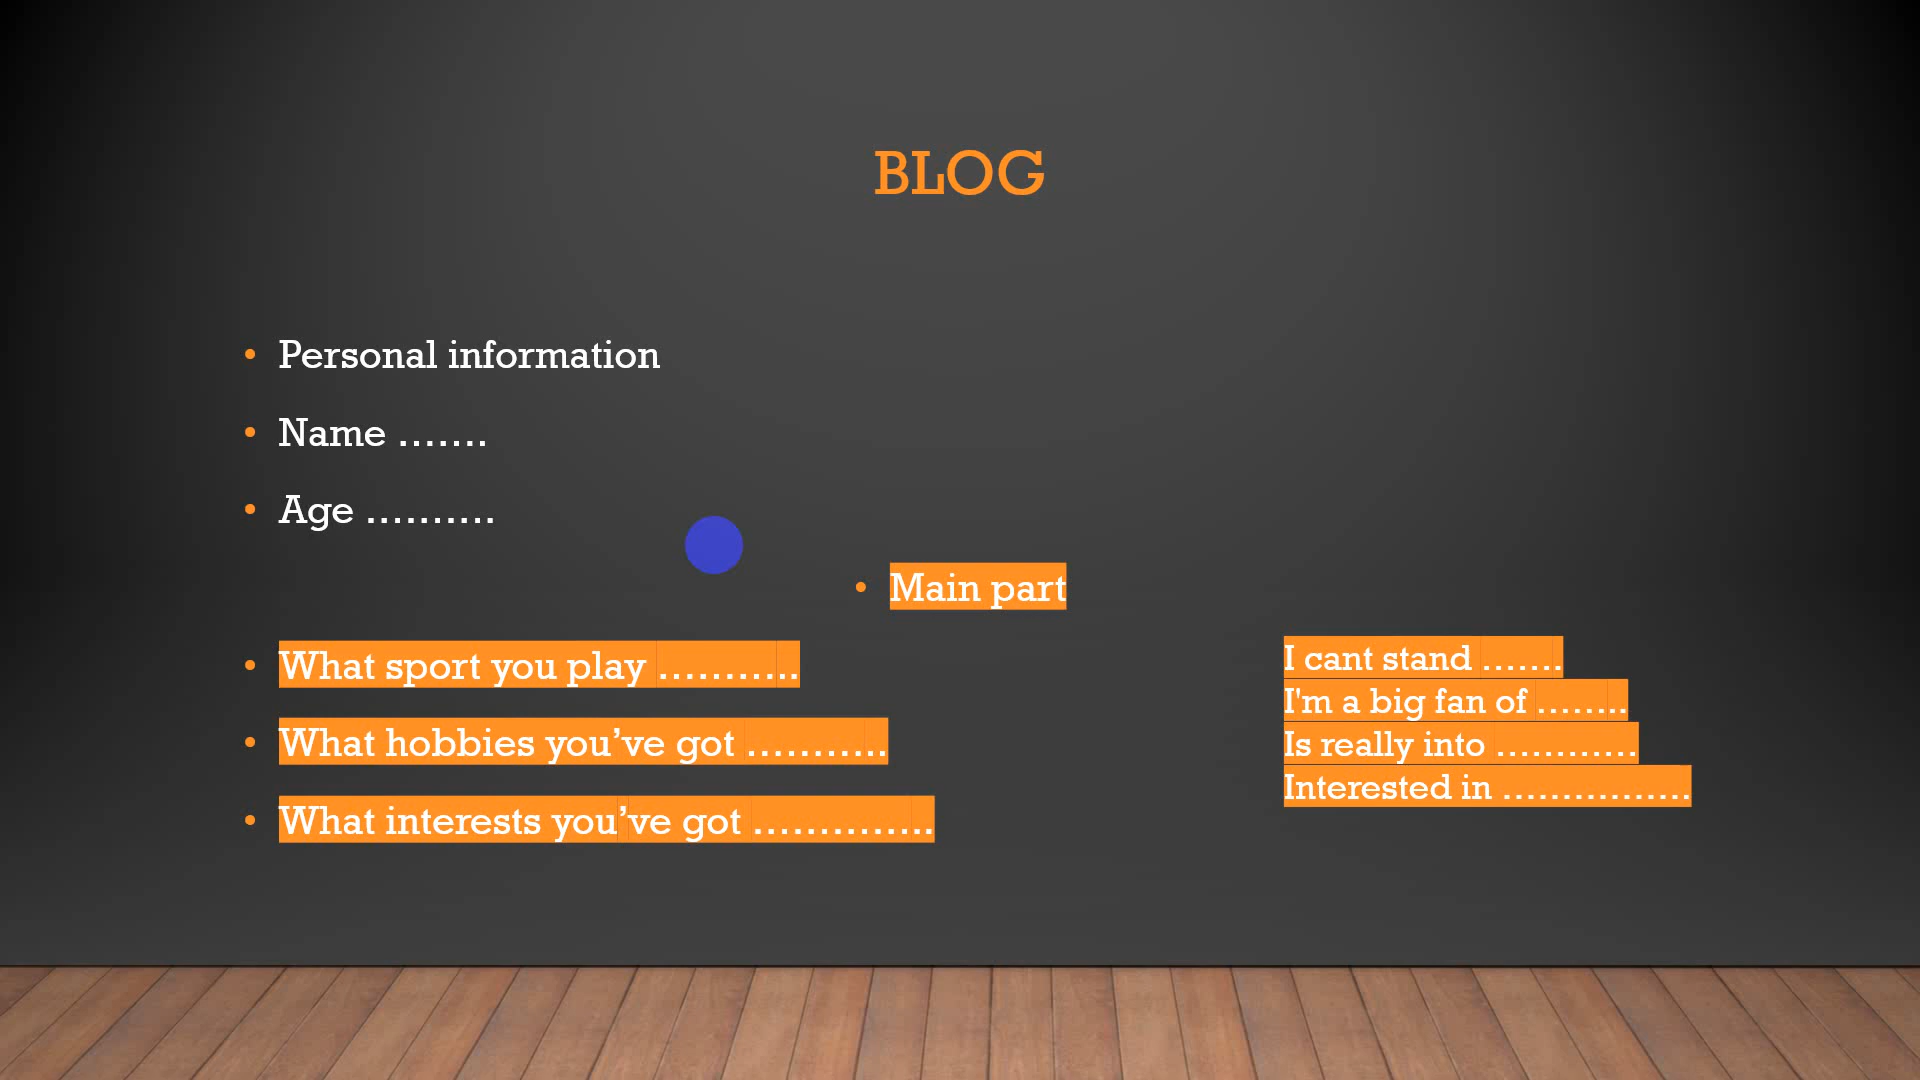 BLOG
• Personal information
• Name .......
• Age ..........
• Main part
• What sport you play ...........
• What hobbies you’ve got ...........
• What interests you’ve got ..............
I cant stand .......
I'm a big fan of ........
Is really into ............
Interested in ................